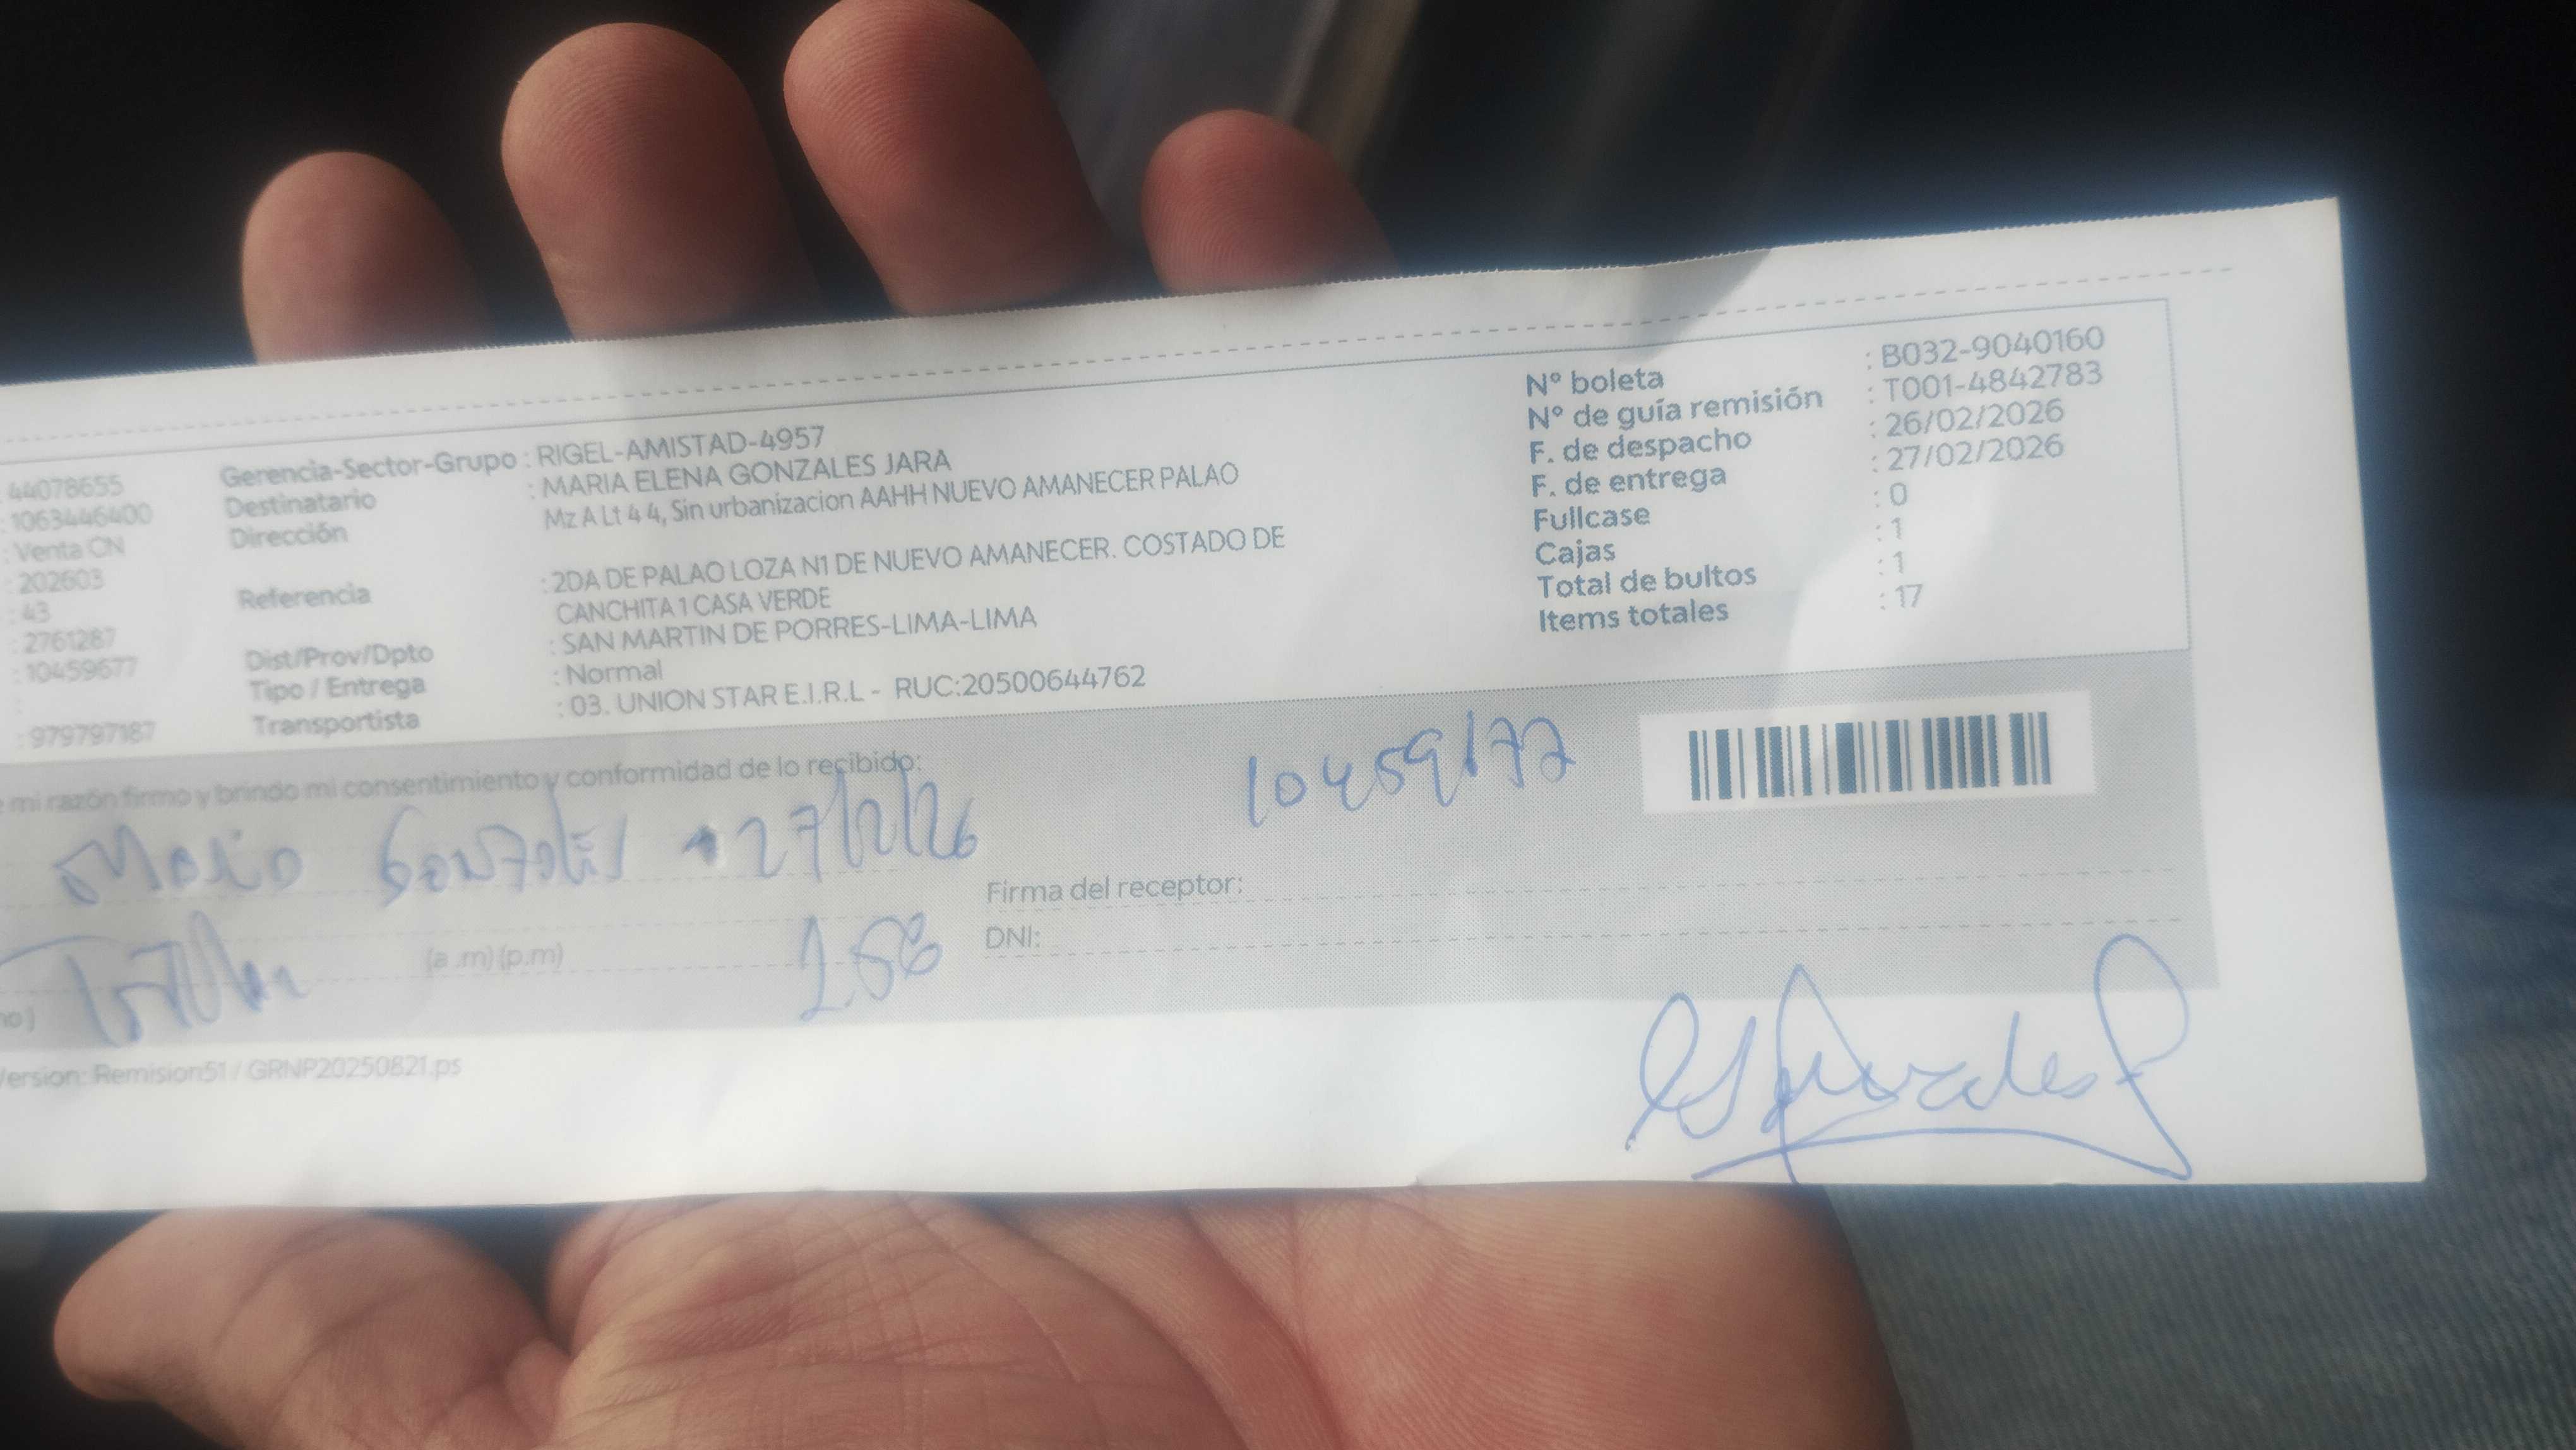 : 44078655
: 1063446400
: Venta CN
: 202603
: 43
: 2761287
: 10459677
:
: 979797187
Gerencia-Sector-Grupo : RIGEL-AMISTAD-4957
Destinatario : MARIA ELENA GONZALES JARA
Dirección Mz A Lt 4 4, Sin urbanizacion AAHH NUEVO AMANECER PALAO
Referencia : 2DA DE PALAO LOZA N1 DE NUEVO AMANECER. COSTADO DE
CANCHITA 1 CASA VERDE
Dist/Prov/Dpto : SAN MARTIN DE PORRES-LIMA-LIMA
Tipo / Entrega : Normal
Transportista : 03. UNION STAR E.I.R.L - RUC:20500644762
Nº boleta : B032-9040160
Nº de guía remisión : T001-4842783
F. de despacho : 26/02/2026
F. de entrega : 27/02/2026
Fullcase : 0
Cajas : 1
Total de bultos : 1
Items totales : 17
mi razón firmo y brindo mi consentimiento y conformidad de lo recibido:
27/2/26
Firma del receptor:
(a .m) (p.m)
DNI:
Version: Remision51 / GRNP20250821.ps